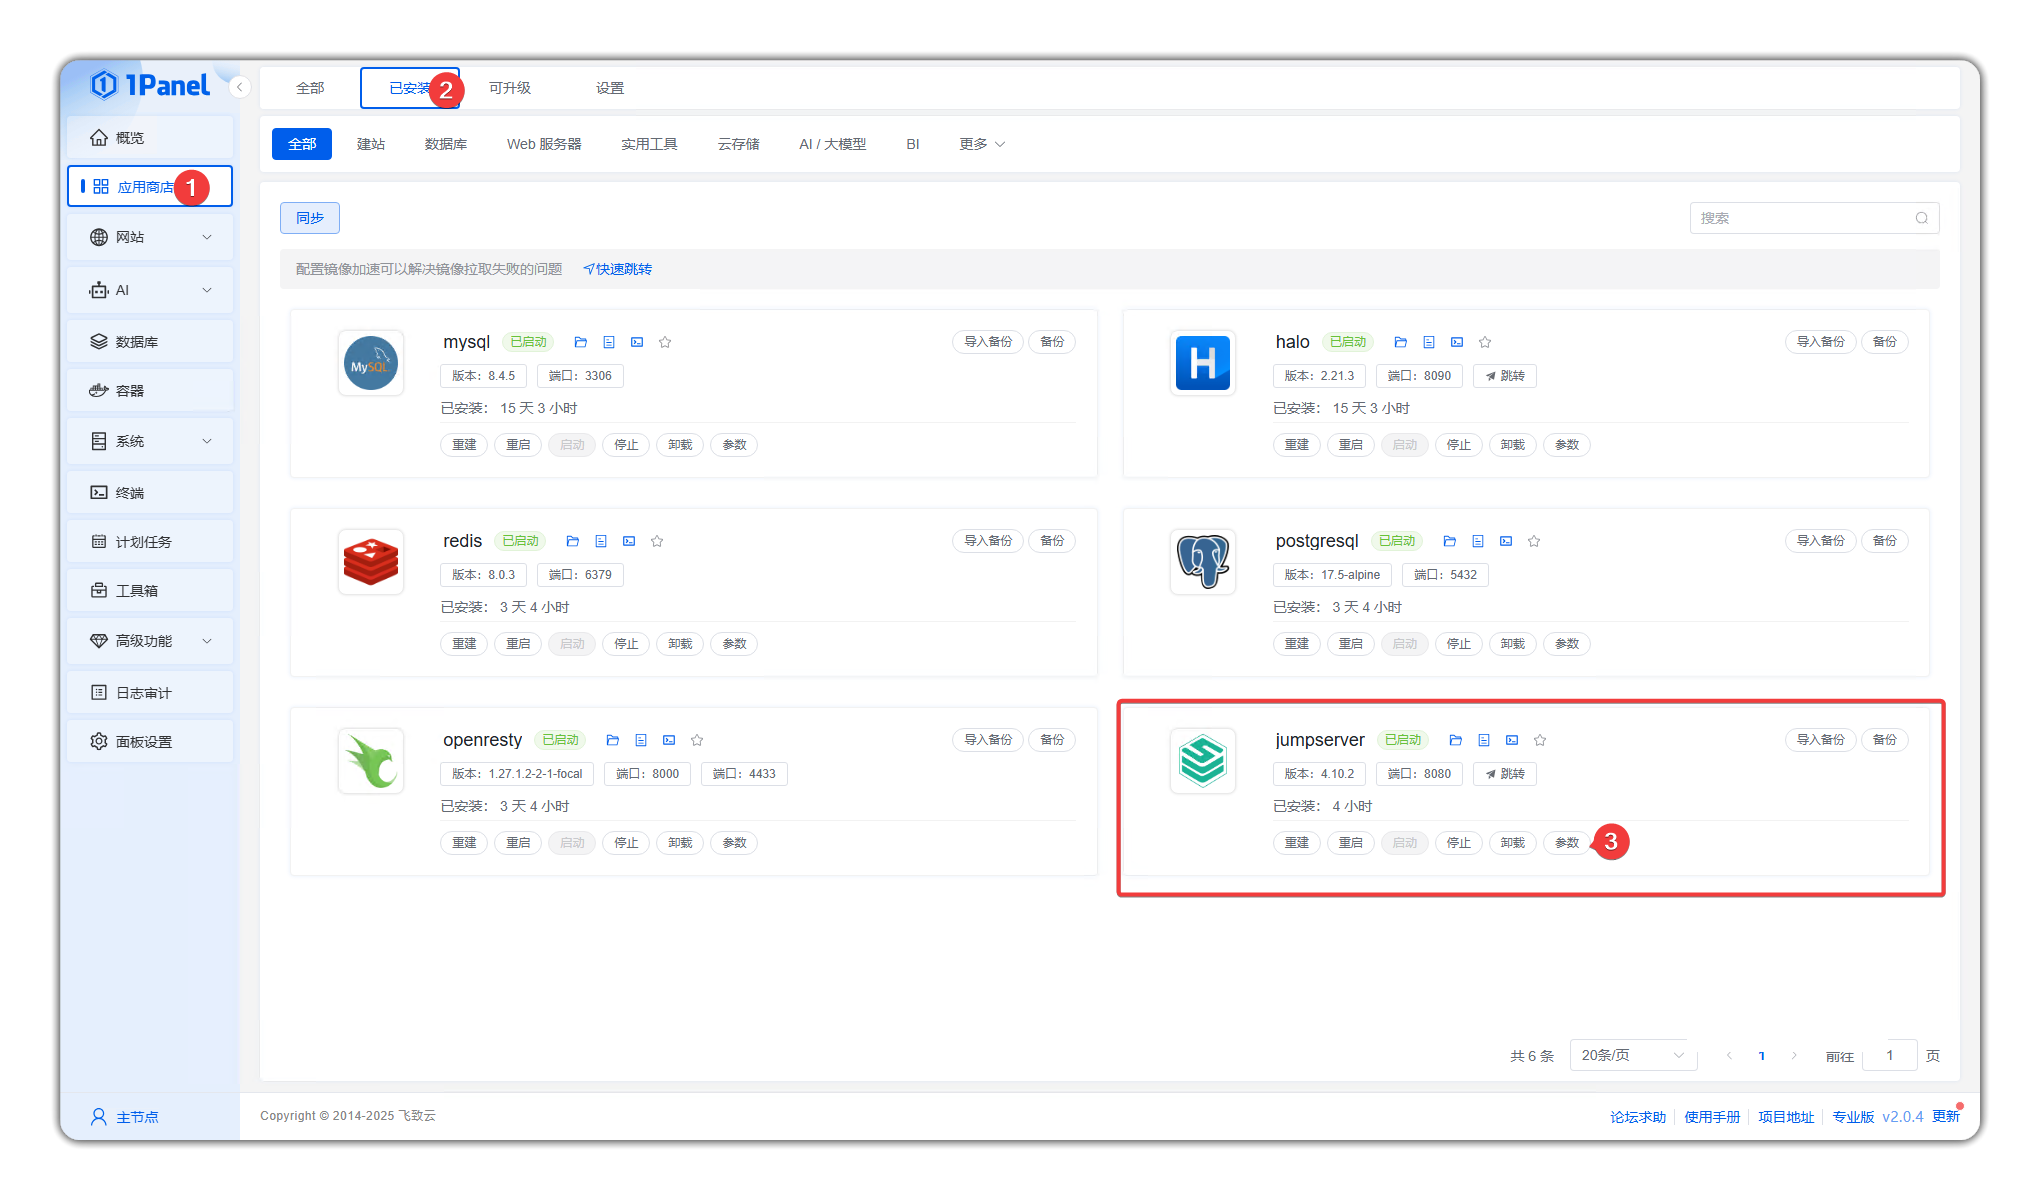 1Panel
全部
已安装
2
可升级
设置
概览
应用商店
1
网站
AI
数据库
容器
系统
终端
计划任务
工具箱
高级功能
日志审计
面板设置
主节点
全部 建站 数据库 Web 服务器 实用工具 云存储 AI / 大模型 BI 更多
同步
搜索
配置镜像加速可以解决镜像拉取失败的问题 快速跳转
MySQL
mysql 已启动 导入备份 备份
版本： 8.4.5 端口： 3306
已安装： 15 天 3 小时
重建 重启 启动 停止 卸载 参数
H
halo 已启动 导入备份 备份
版本： 2.21.3 端口： 8090 跳转
已安装： 15 天 3 小时
重建 重启 启动 停止 卸载 参数
redis 已启动 导入备份 备份
版本： 8.0.3 端口： 6379
已安装： 3 天 4 小时
重建 重启 启动 停止 卸载 参数
postgresql 已启动 导入备份 备份
版本： 17.5-alpine 端口： 5432
已安装： 3 天 4 小时
重建 重启 启动 停止 卸载 参数
openresty 已启动 导入备份 备份
版本： 1.27.1.2-2-1-focal 端口： 8000 端口： 4433
已安装： 3 天 4 小时
重建 重启 启动 停止 卸载 参数
jumpserver 已启动 导入备份 备份
版本： 4.10.2 端口： 8080 跳转
已安装： 4 小时
重建 重启 启动 停止 卸载 参数 3
共 6 条 20条/页 1 前往 1 页
Copyright © 2014-2025 飞致云
论坛求助 使用手册 项目地址 专业版 v2.0.4 更新